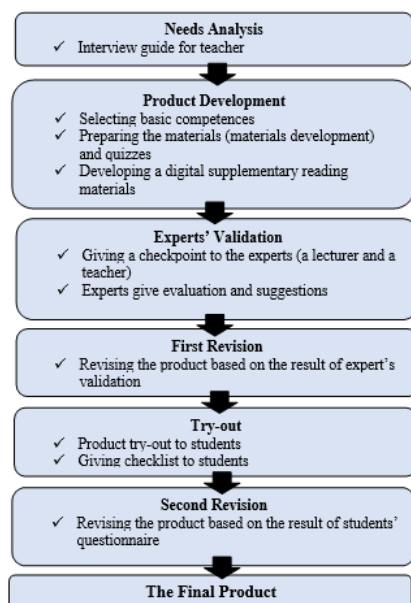 Needs Analysis
✓ Interview guide for teacher
Product Development
✓ Selecting basic competences
✓ Preparing the materials (materials development)
and quizzes
✓ Developing a digital supplementary reading
materials
Experts' Validation
✓ Giving a checkpoint to the experts (a lecturer and a
teacher)
✓ Experts give evaluation and suggestions
First Revision
✓ Revising the product based on the result of expert's
validation
Try-out
✓ Product try-out to students
✓ Giving checklist to students
Second Revision
✓ Revising the product based on the result of students'
questionnaire
The Final Product